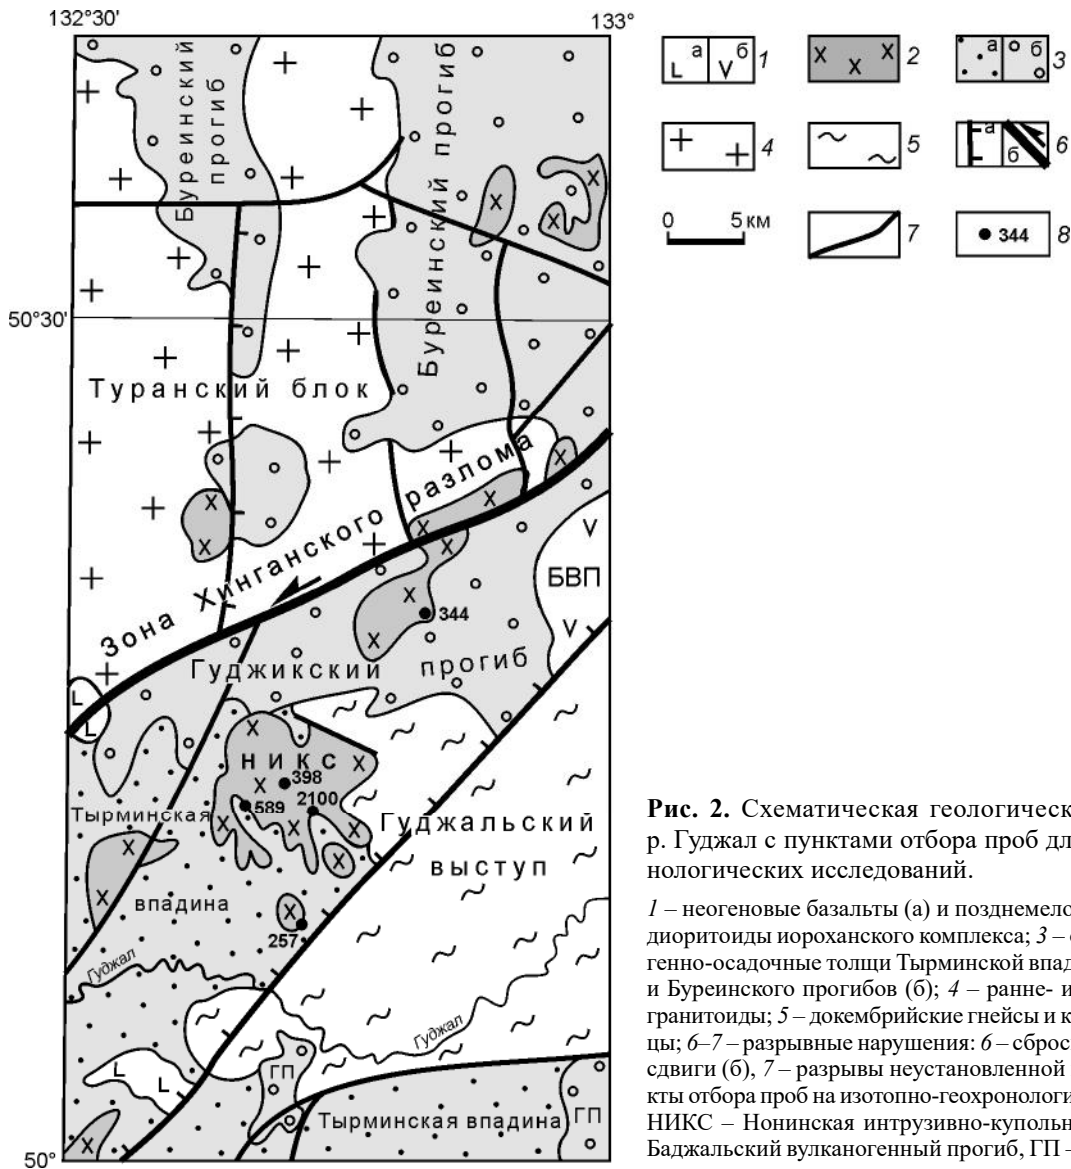 132°30'
133°
Буреинский
прогиб
Буреинский прогиб
50°30'
Туранский блок
Зона Хинганского разлома
БВП
V
V
344
Гуджикский прогиб
L
L
НИКС
398
589
2100
Тырминская
впадина
Гуджальский
выступ
257
Гуджал
Гуджал
L
L
ГП
Тырминская впадина
ГП
50°
L а V б 1
X X X 2
а б 3
4
5
а б 6
0 5 км
7
344 8
Рис. 2. Схематическая геологическ
р. Гуджал с пунктами отбора проб дл
нологических исследований.
1 – неогеновые базальты (а) и позднемело
диоритоиды иороханского комплекса; 3 –
генно-осадочные толщи Тырминской впад
и Буреинского прогибов (б); 4 – ранне- и
гранитоиды; 5 – докембрийские гнейсы и к
цы; 6–7 – разрывные нарушения: 6 – сброс
сдвиги (б), 7 – разрывы неустановленной
кты отбора проб на изотопно-геохронологи
НИКС – Нонинская интрузивно-купольн
Баджальский вулканогенный прогиб, ГП –